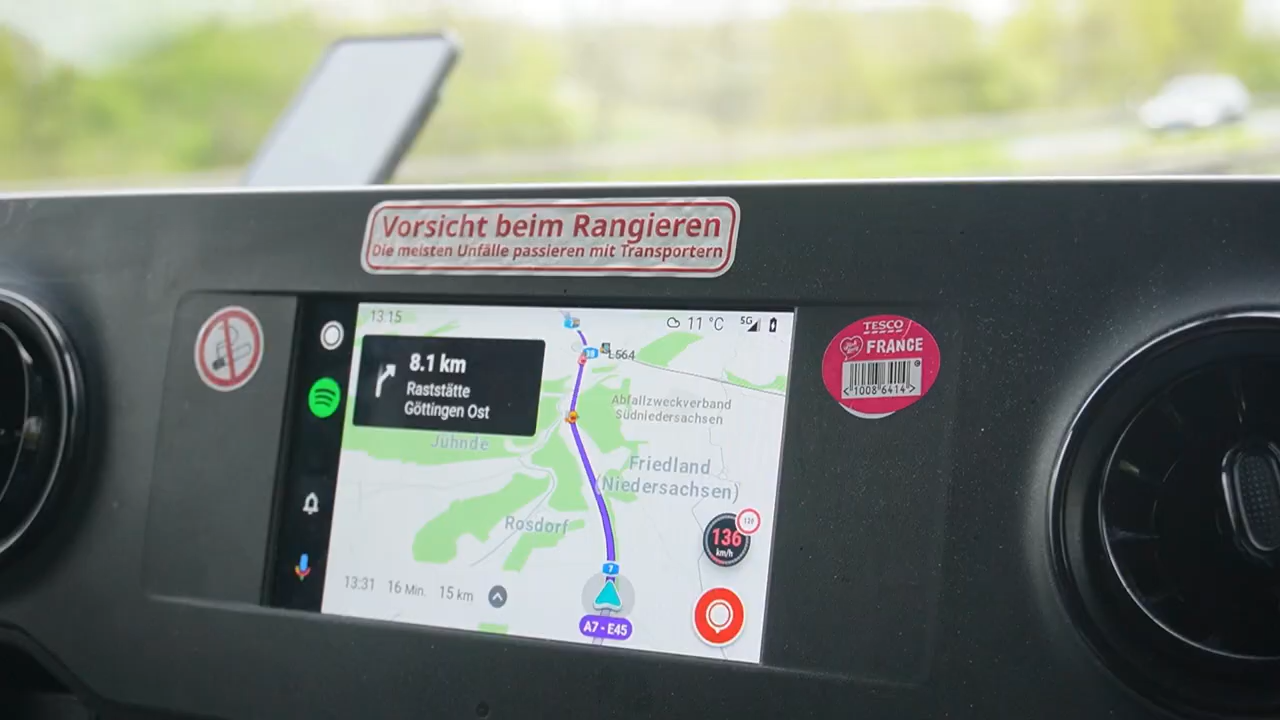 Vorsicht beim Rangieren
Die meisten Unfälle passieren mit Transportern
13:15
11 °C
5G
8.1 km
Raststätte
Göttingen Ost
L564
Abfallzweckverband
Südniedersachsen
Jühnde
Friedland
(Niedersachsen)
Rosdorf
136
km/h
7
13:31 16 Min. 15 km
A7 - E45
TESCO
FRANCE
<1008 6414>